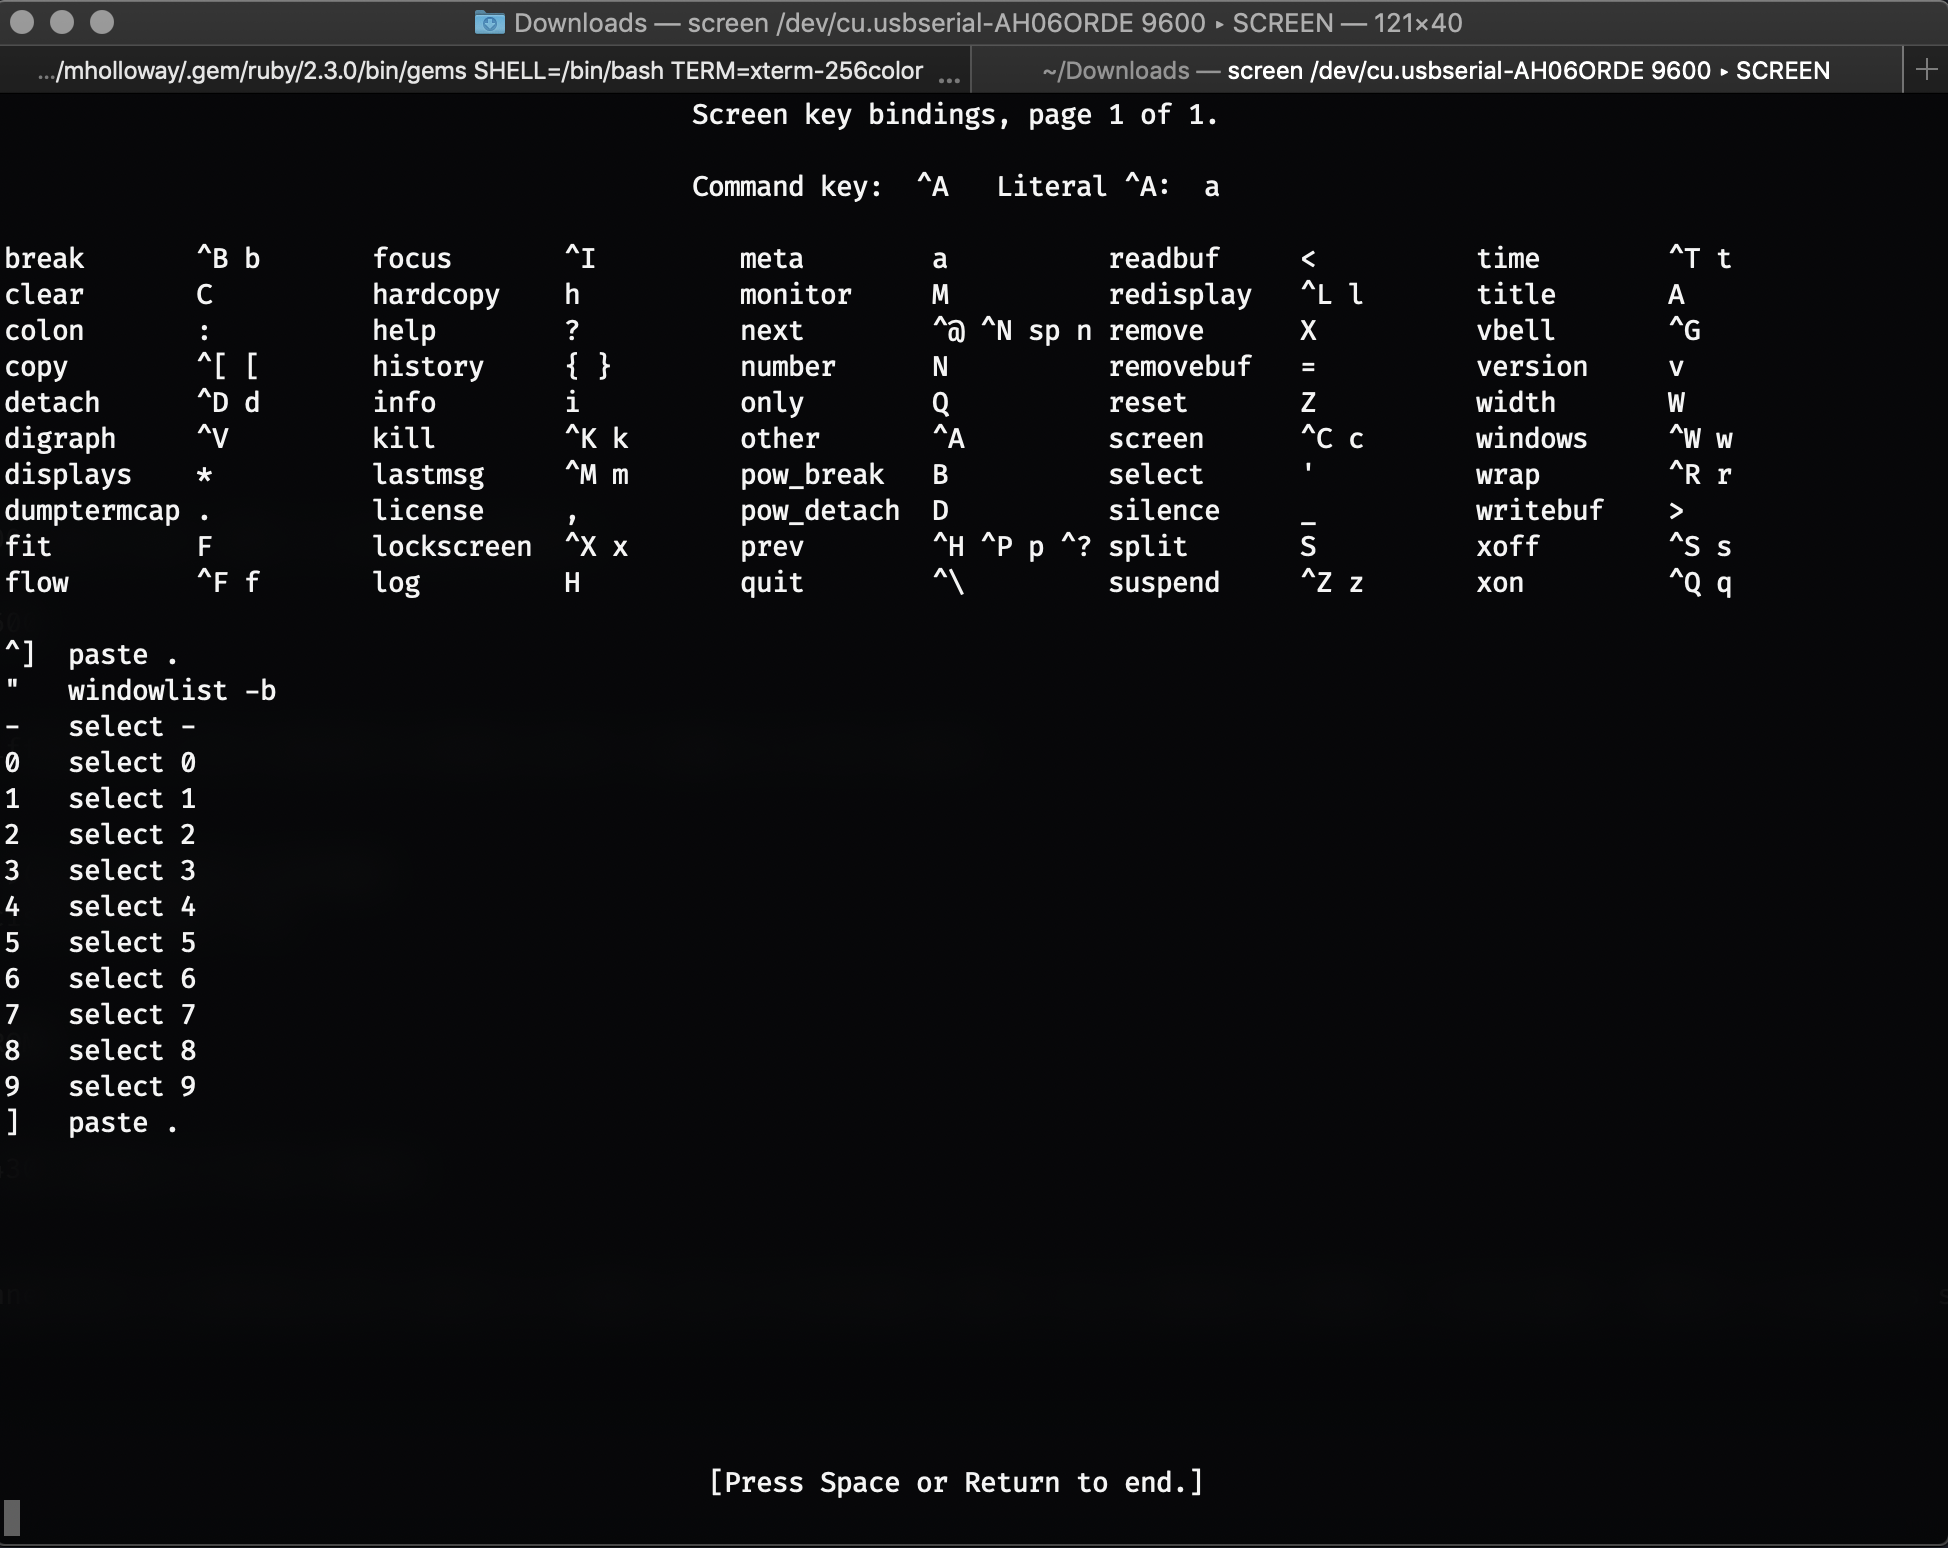 Downloads — screen /dev/cu.usbserial-AH06ORDE 9600 ▸ SCREEN — 121×40
.../mholloway/.gem/ruby/2.3.0/bin/gems SHELL=/bin/bash TERM=xterm-256color ... ~/Downloads — screen /dev/cu.usbserial-AH06ORDE 9600 ▸ SCREEN +
Screen key bindings, page 1 of 1.
Command key: ^A Literal ^A: a
break ^B b focus ^I meta a readbuf < time ^T t
clear C hardcopy h monitor M redisplay ^L l title A
colon : help ? next ^@ ^N sp n remove X vbell ^G
copy ^[ [ history { } number N removebuf = version v
detach ^D d info i only Q reset Z width W
digraph ^V kill ^K k other ^A screen ^C c windows ^W w
displays * lastmsg ^M m pow_break B select ' wrap ^R r
dumptermcap . license , pow_detach D silence _ writebuf >
fit F lockscreen ^X x prev ^H ^P p ^? split S xoff ^S s
flow ^F f log H quit ^\ suspend ^Z z xon ^Q q
^] paste .
" windowlist -b
- select -
0 select 0
1 select 1
2 select 2
3 select 3
4 select 4
5 select 5
6 select 6
7 select 7
8 select 8
9 select 9
] paste .
[Press Space or Return to end.]